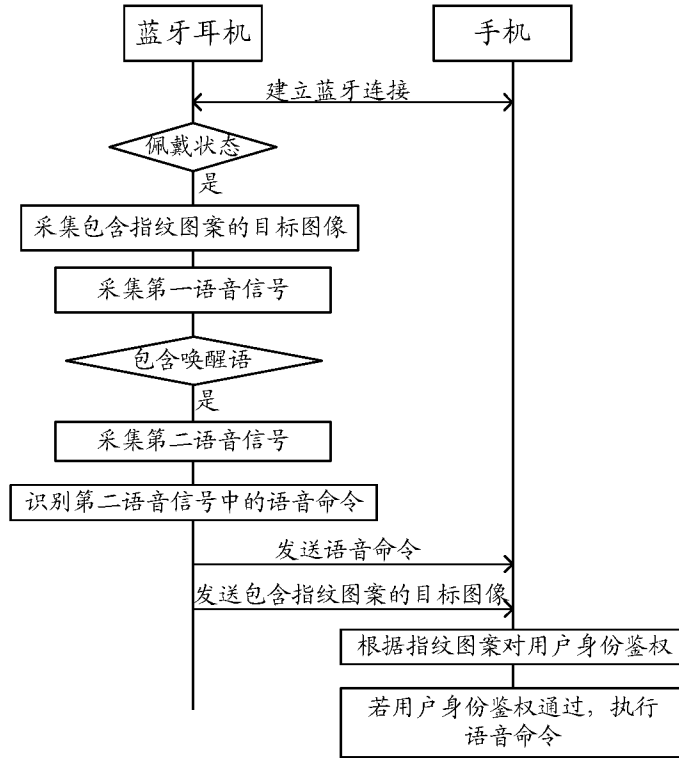 蓝牙耳机
手机
建立蓝牙连接
佩戴状态
是
采集包含指纹图案的目标图像
采集第一语音信号
包含唤醒语
是
采集第二语音信号
识别第二语音信号中的语音命令
发送语音命令
发送包含指纹图案的目标图像
根据指纹图案对用户身份鉴权
若用户身份鉴权通过，执行
语音命令